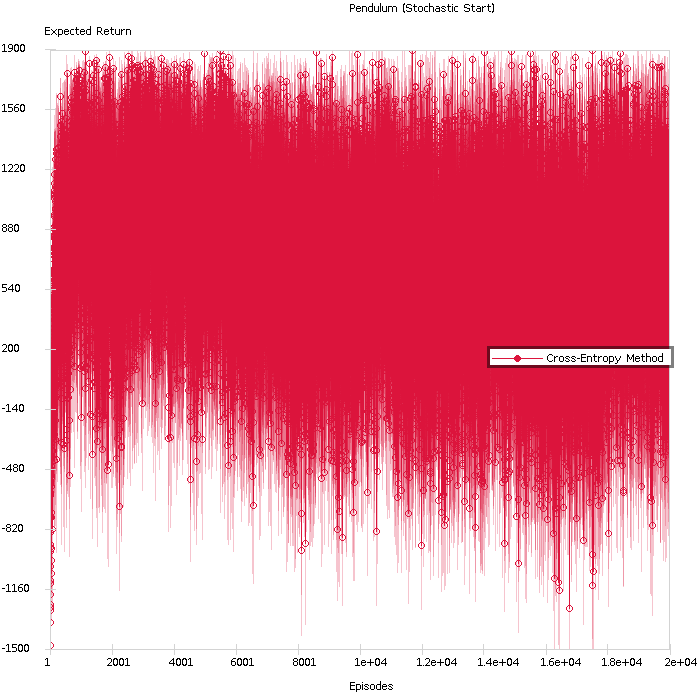 Pendulum (Stochastic Start)
Expected Return
1900
1560
1220
880
540
200
-140
-480
-820
-1160
-1500
Cross-Entropy Method
1 2001 4001 6001 8001 1e+04 1.2e+04 1.4e+04 1.6e+04 1.8e+04 2e+04
Episodes